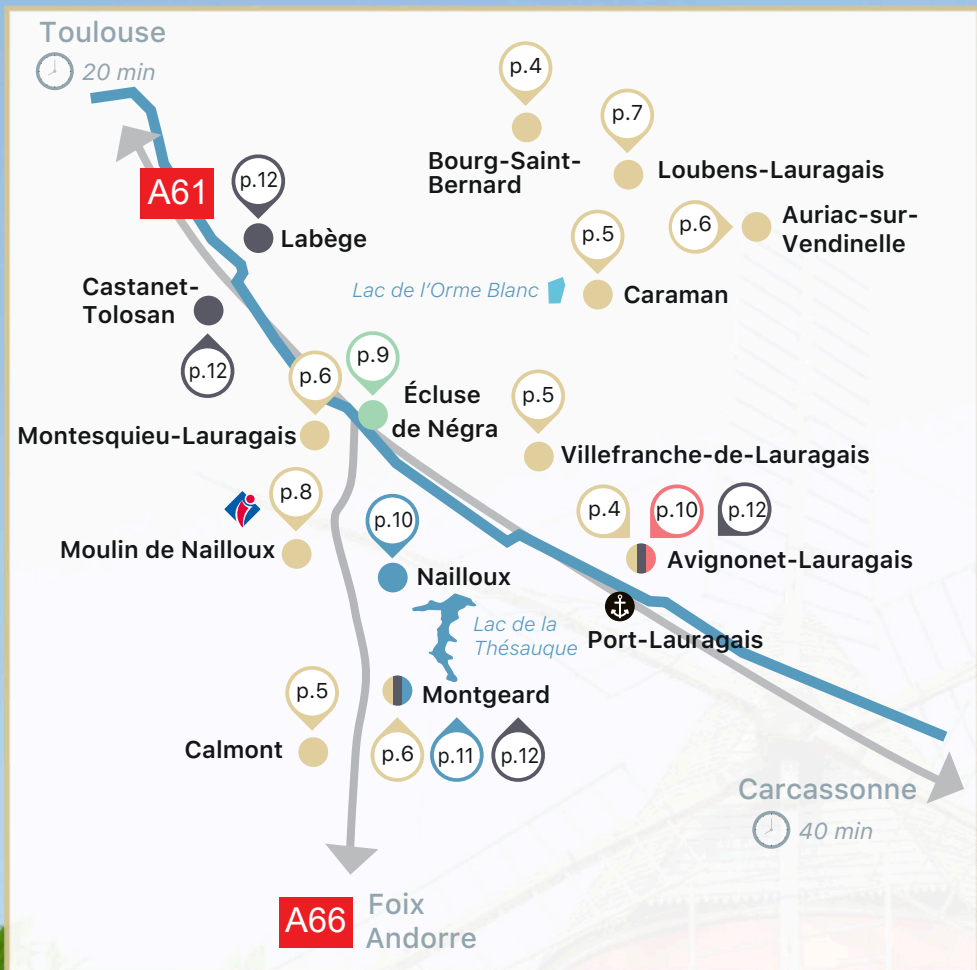 Toulouse
20 min
p.4
p.7
Bourg-Saint-
Bernard
Loubens-Lauragais
A61
p.12
Labège
p.5
p.6
Auriac-sur-
Vendinelle
Castanet-
Tolosan
p.12
Lac de l’Orme Blanc
Caraman
p.6
p.9
Écluse
de Négra
p.5
Montesquieu-Lauragais
Villefranche-de-Lauragais
p.8
Moulin de Nailloux
p.10
Nailloux
p.4
p.10
p.12
Avignonet-Lauragais
Lac de la
Thésauque
Port-Lauragais
p.5
Calmont
Montgeard
p.6
p.11
p.12
Carcassonne
40 min
A66
Foix
Andorre